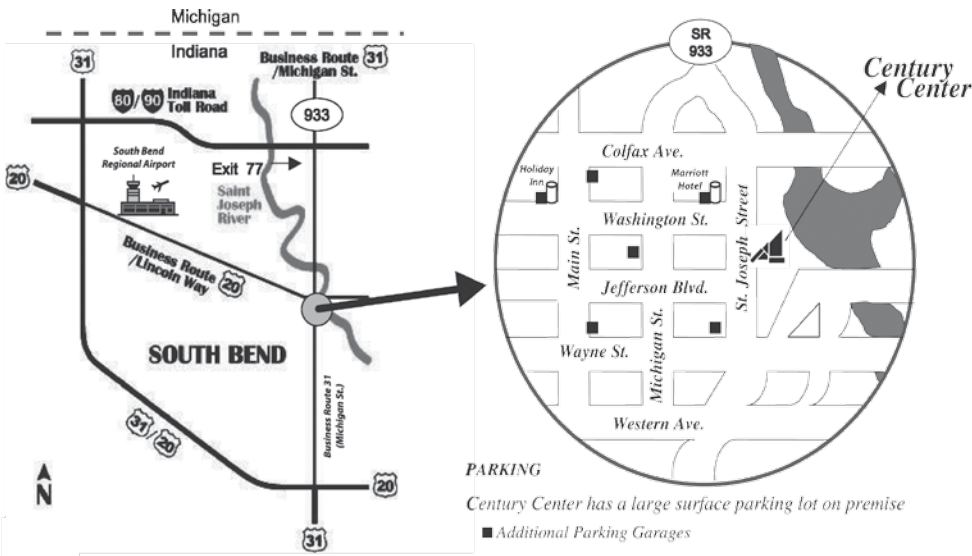 Michigan
Indiana
31
Business Route 31
/Michigan St.
80/90 Indiana
Toll Road
933
South Bend
Regional Airport
Exit 77
20
Saint
Joseph
River
Business Route 20
/Lincoln Way
SOUTH BEND
Business Route 31
(Michigan St.)
31/20
N
20
31
SR
933
Century
Center
Colfax Ave.
Holiday
Inn
Marriott
Hotel
Washington St.
Main St.
St. Joseph Street
Jefferson Blvd.
Michigan St.
Wayne St.
Western Ave.
PARKING
Century Center has a large surface parking lot on premise
Additional Parking Garages